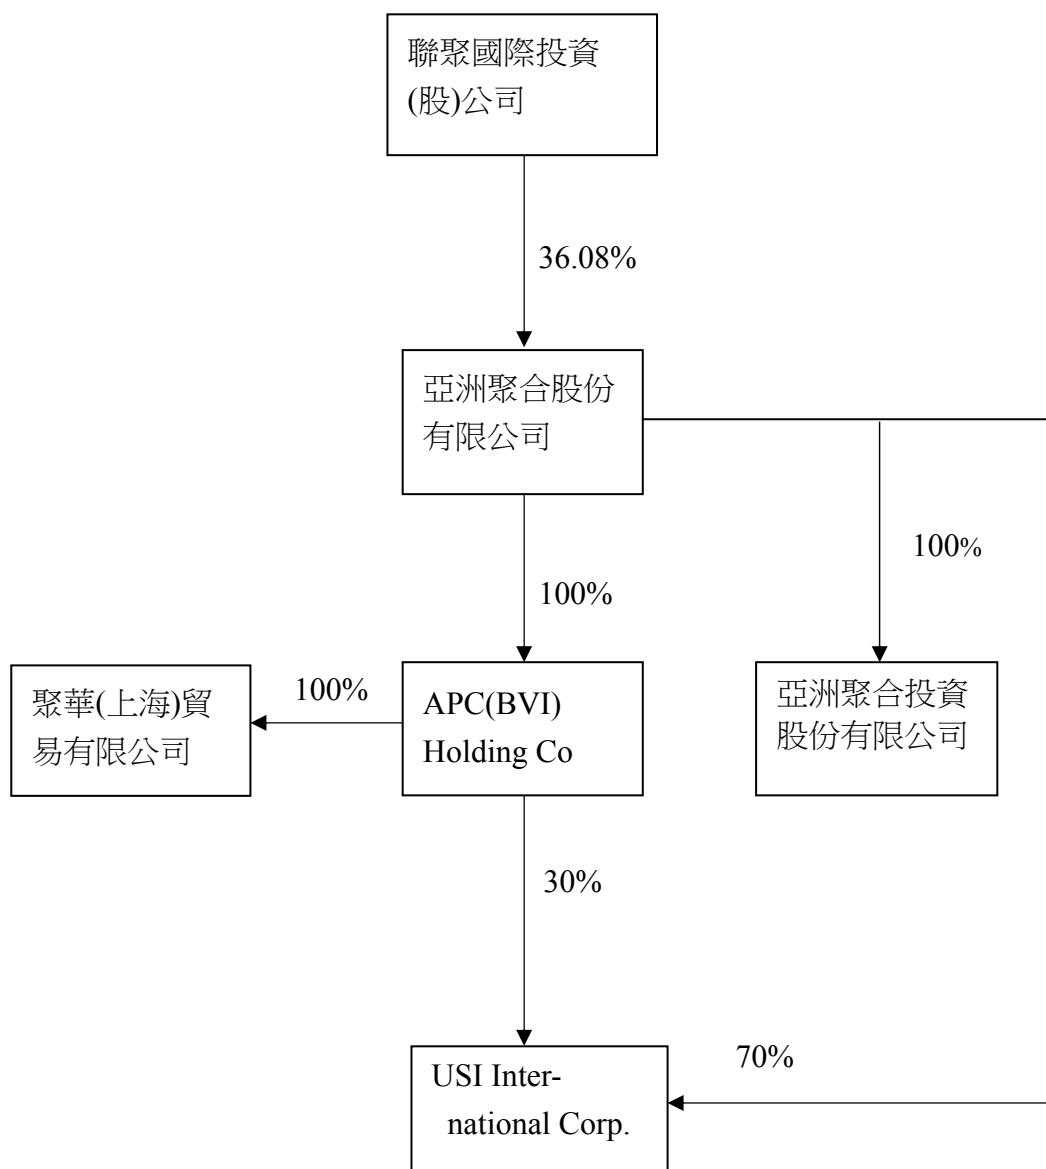 聯聚國際投資
(股)公司
36.08%
亞洲聚合股份
有限公司
100%
100%
聚華(上海)貿
易有限公司
100%
APC(BVI)
Holding Co
亞洲聚合投資
股份有限公司
30%
70%
USI Inter-
national Corp.